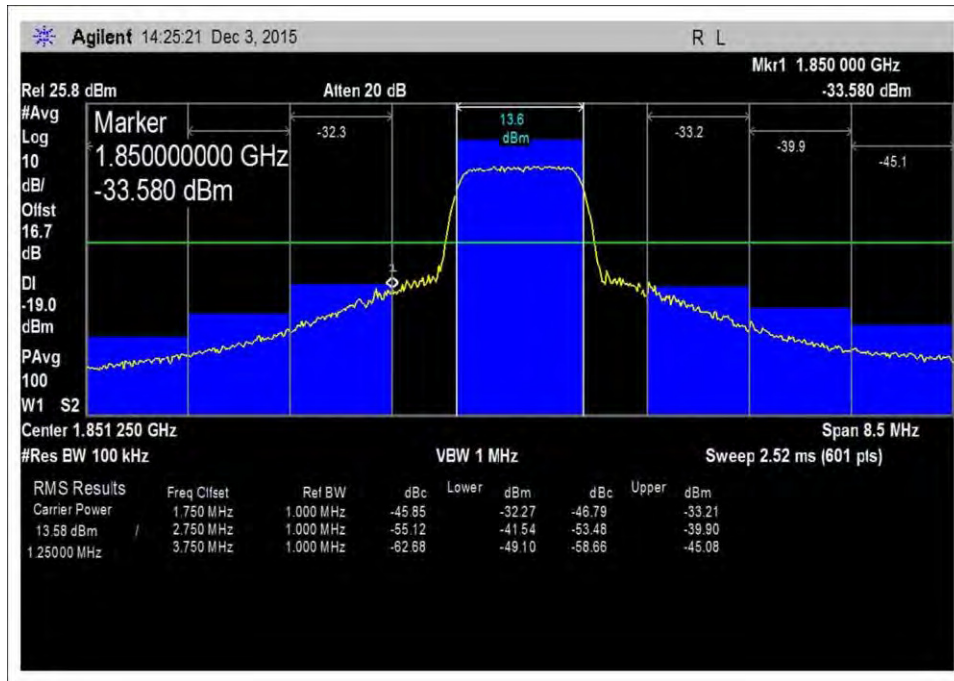 Agilent 14:25:21 Dec 3, 2015 R L
Mkr1 1.850 000 GHz
Ref 25.8 dBm Atten 20 dB -33.580 dBm
#Avg
Log
10
dB/
Offst
16.7
dB
DI
-19.0
dBm
PAvg
100
W1 S2
Marker
1.850000000 GHz
-33.580 dBm
-32.3
13.6
dBm
-33.2
-39.9
-45.1
1
Center 1.851 250 GHz Span 8.5 MHz
#Res BW 100 kHz VBW 1 MHz Sweep 2.52 ms (601 pts)
RMS Results Freq Offset Ref BW dBc Lower dBm dBc Upper dBm
Carrier Power 1.750 MHz 1.000 MHz -45.85 -32.27 -46.79 -33.21
13.58 dBm / 2.750 MHz 1.000 MHz -55.12 -41.54 -53.48 -39.90
1.25000 MHz 3.750 MHz 1.000 MHz -62.68 -49.10 -58.66 -45.08